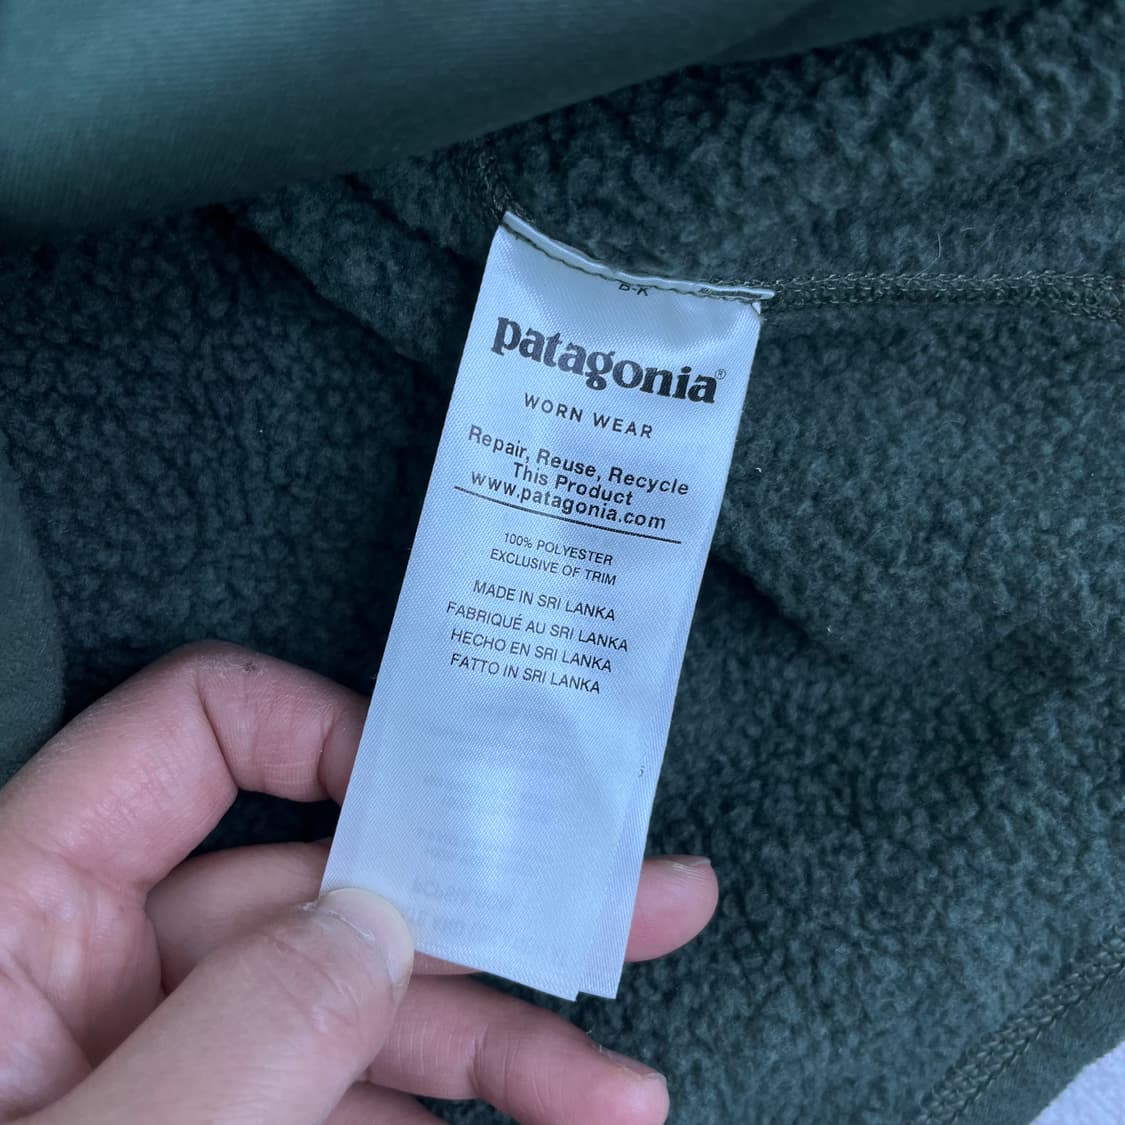 B-K
patagonia®
WORN WEAR
Repair, Reuse, Recycle
This Product
www.patagonia.com
100% POLYESTER
EXCLUSIVE OF TRIM
MADE IN SRI LANKA
FABRIQUÉ AU SRI LANKA
HECHO EN SRI LANKA
FATTO IN SRI LANKA